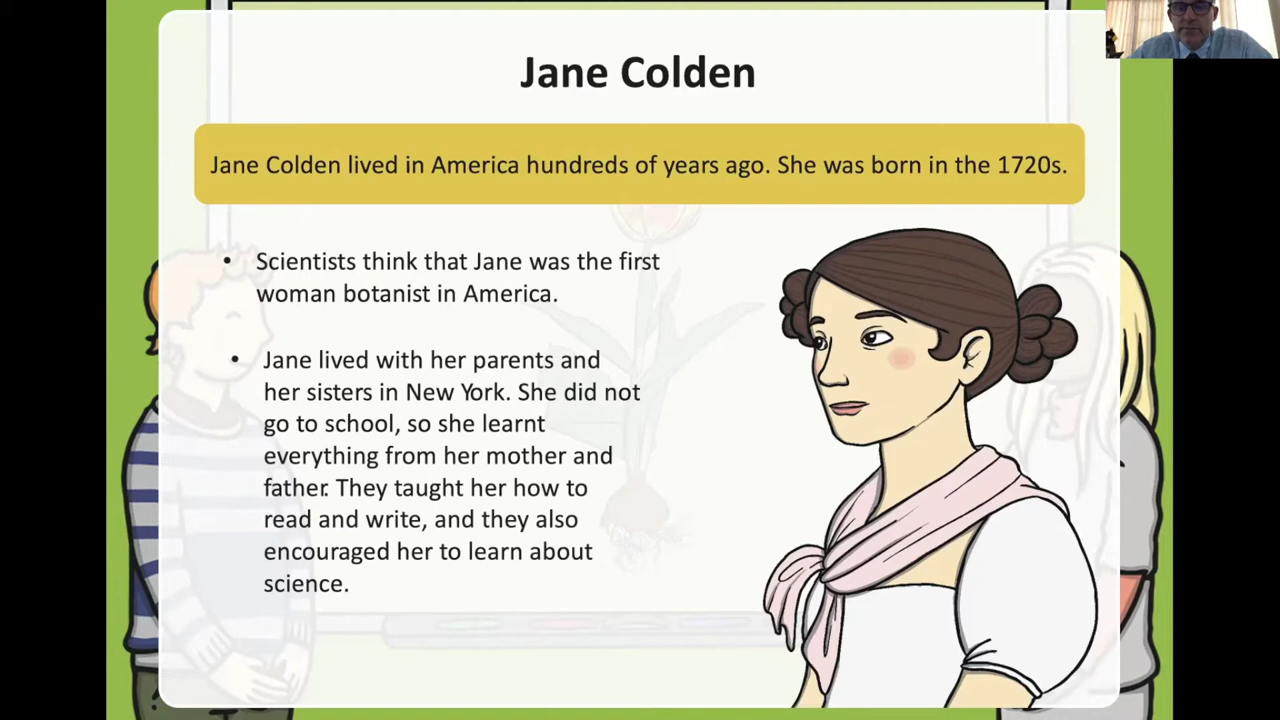 Jane Colden
Jane Colden lived in America hundreds of years ago. She was born in the 1720s.
• Scientists think that Jane was the first
woman botanist in America.
• Jane lived with her parents and
her sisters in New York. She did not
go to school, so she learnt
everything from her mother and
father. They taught her how to
read and write, and they also
encouraged her to learn about
science.